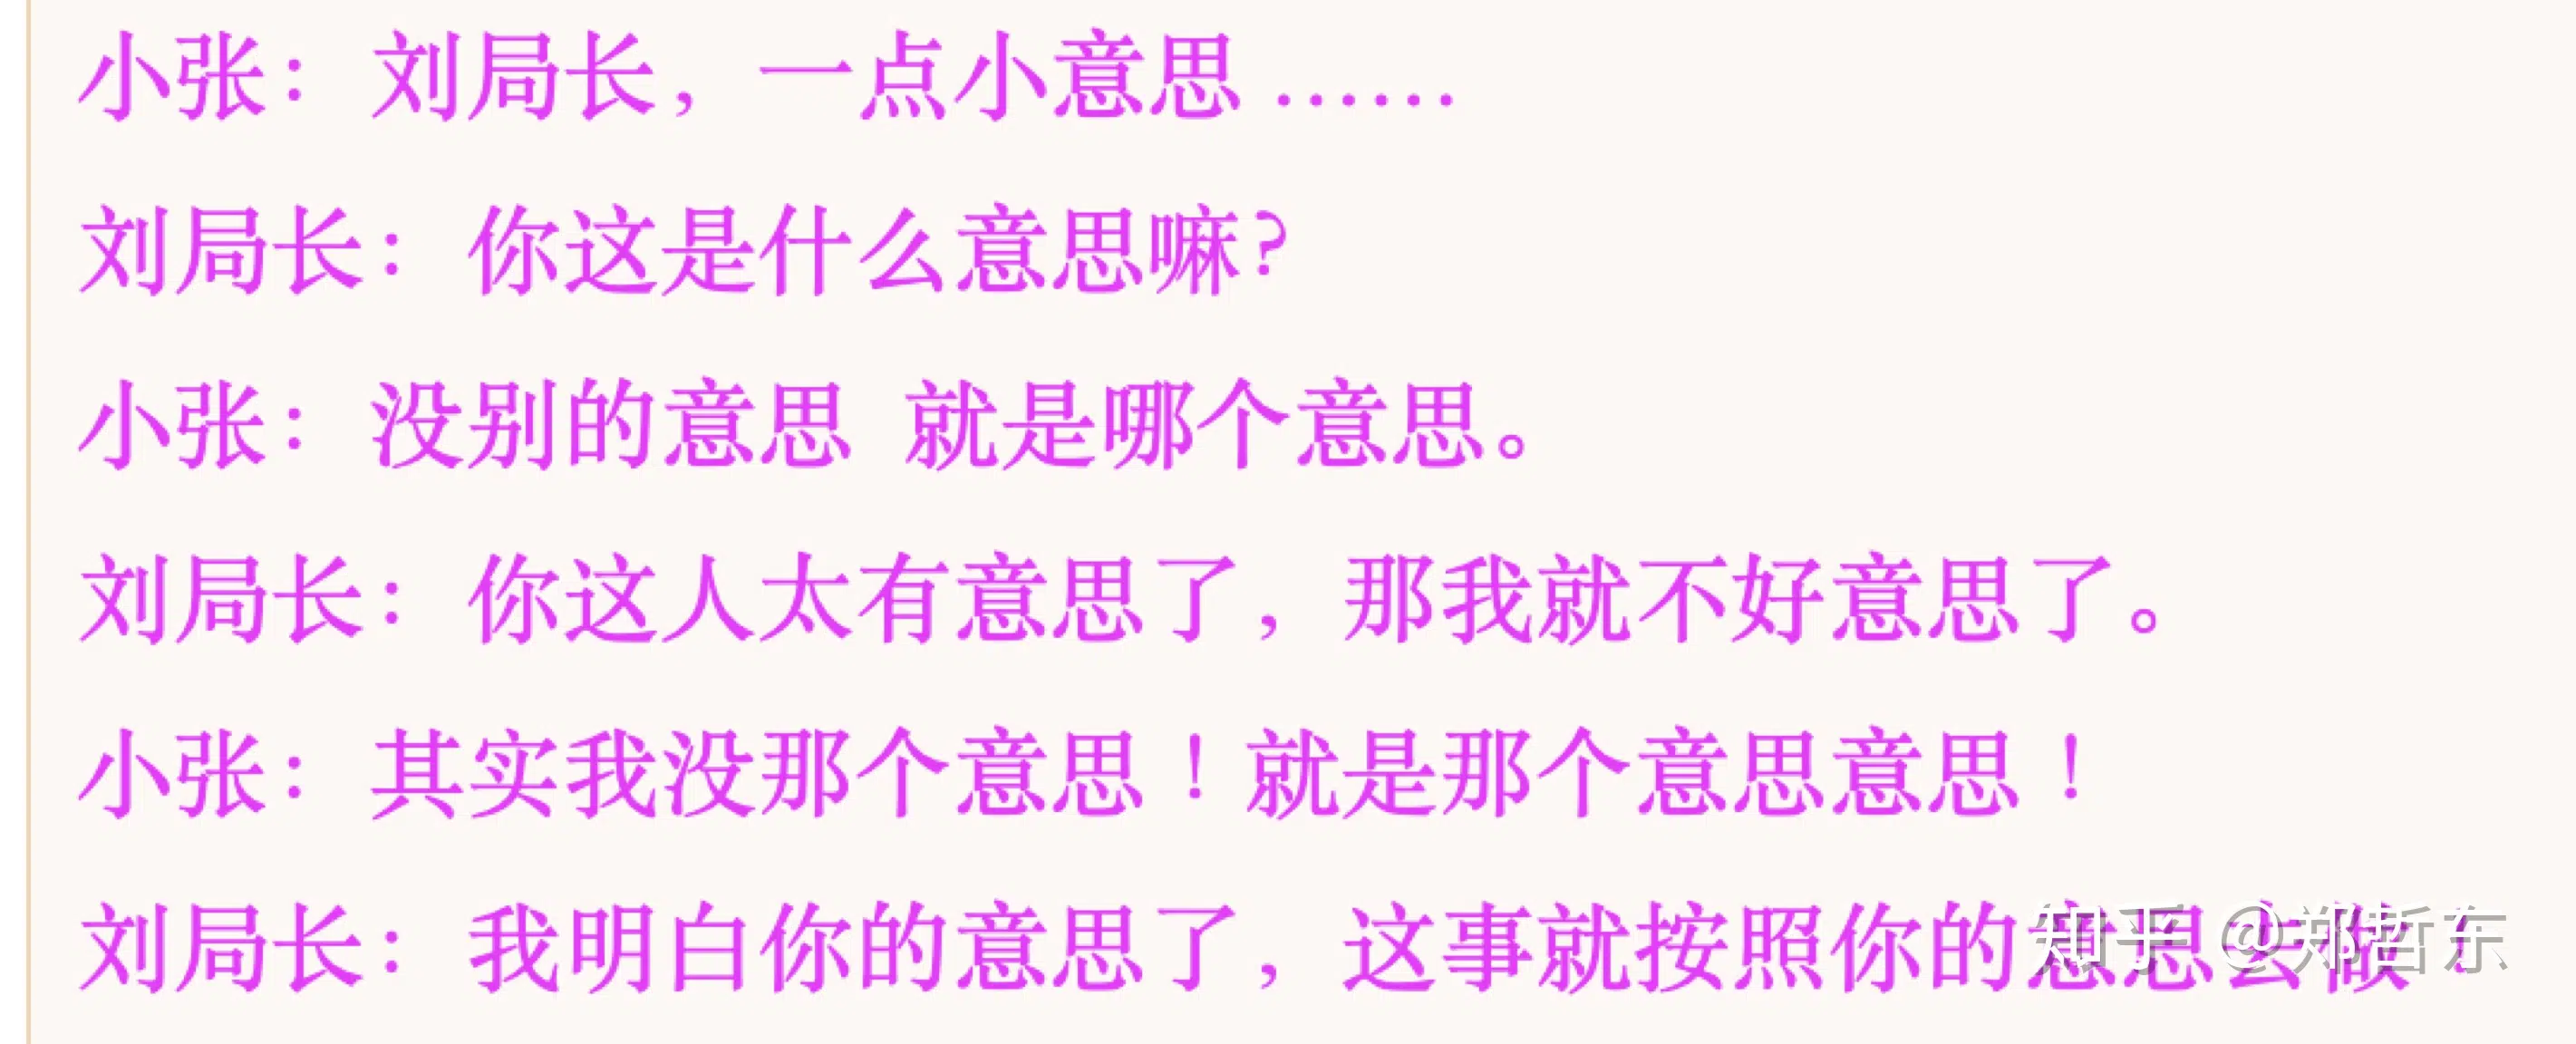 小张：刘局长，一点小意思 ……
刘局长：你这是什么意思嘛？
小张：没别的意思 就是哪个意思。
刘局长：你这人太有意思了，那我就不好意思了。
小张：其实我没那个意思！就是那个意思意思！
刘局长：我明白你的意思了，这事就按照你的意思去做！
知乎 @郑哲东